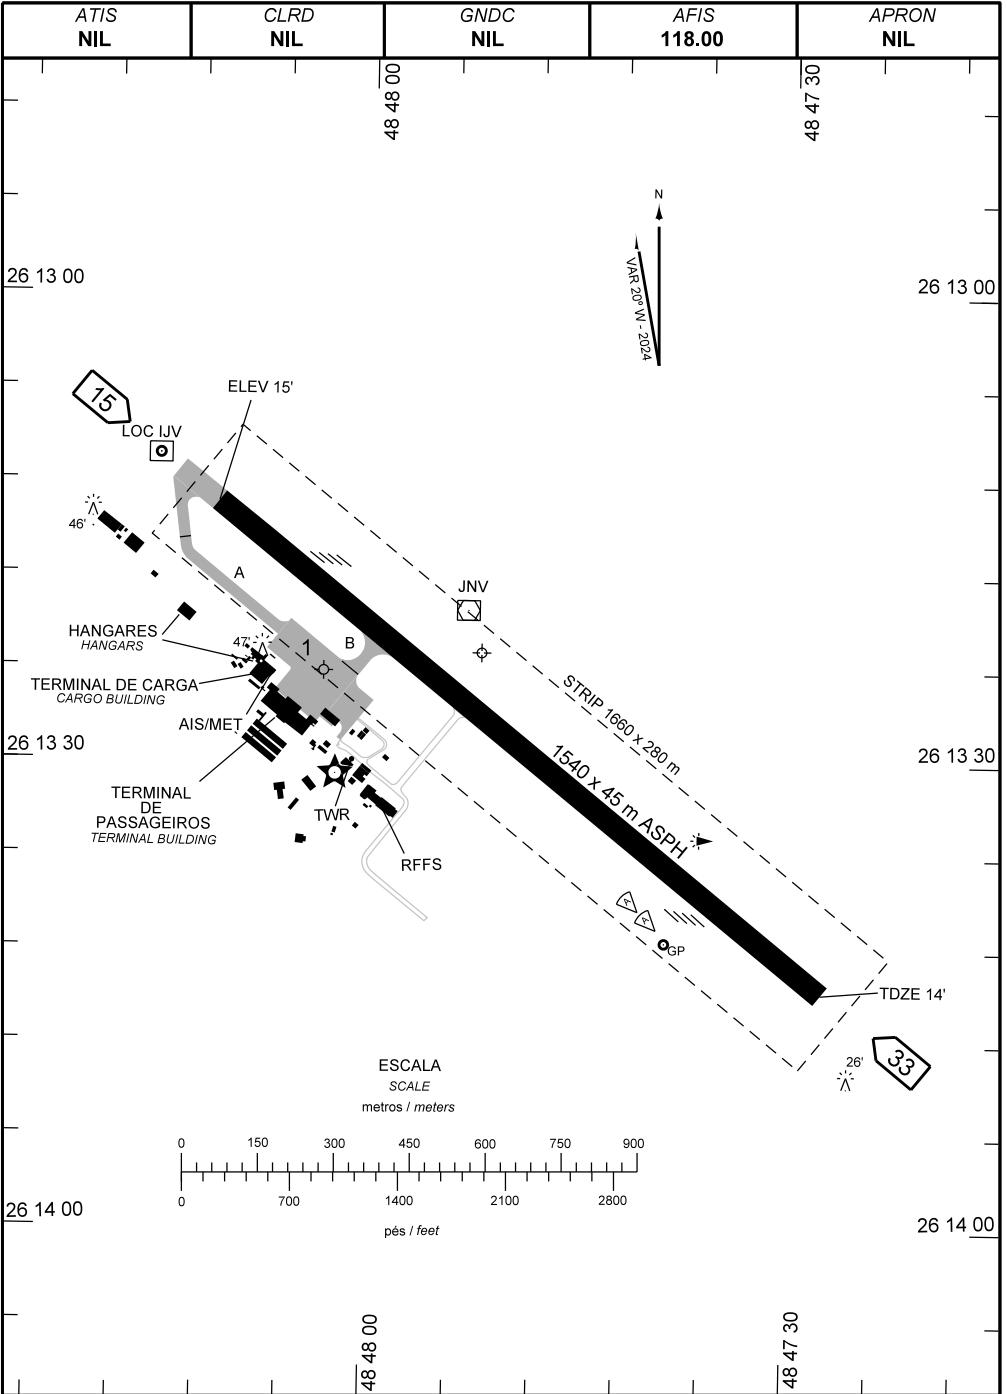 ATIS
NIL
CLRD
NIL
GNDC
NIL
AFIS
118.00
APRON
NIL
48 48 00
48 47 30
N
VAR 20° W - 2024
26 13 00
26 13 00
15
ELEV 15'
LOC IJV
46'
A
JNV
HANGARES
HANGARS
47'
1
B
TERMINAL DE CARGA
CARGO BUILDING
STRIP 1660 x 280 m
AIS/MET
26 13 30
26 13 30
1540 x 45 m ASPH
TERMINAL
DE
PASSAGEIROS
TERMINAL BUILDING
TWR
RFFS
A
A
GP
TDZE 14'
33
26'
ESCALA
SCALE
metros / meters
0 150 300 450 600 750 900
0 700 1400 2100 2800
pés / feet
26 14 00
26 14 00
48 48 00
48 47 30